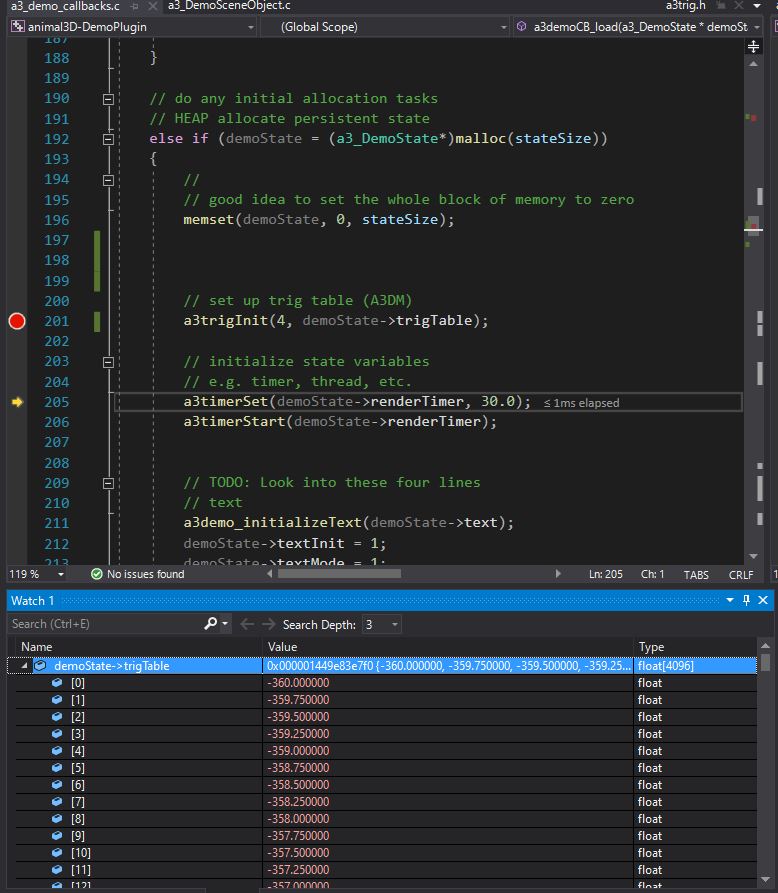 a3_demo_callbacks.c a3_DemoSceneObject.c a3trig.h
animal3D-DemoPlugin (Global Scope) a3demoCB_load(a3_DemoState * demoSt
187
188 }
189
190 // do any initial allocation tasks
191 // HEAP allocate persistent state
192 else if (demoState = (a3_DemoState*)malloc(stateSize))
193 {
194 //
195 // good idea to set the whole block of memory to zero
196 memset(demoState, 0, stateSize);
197
198
199
200 // set up trig table (A3DM)
201 a3trigInit(4, demoState->trigTable);
202
203 // initialize state variables
204 // e.g. timer, thread, etc.
205 a3timerSet(demoState->renderTimer, 30.0); ≤ 1ms elapsed
206 a3timerStart(demoState->renderTimer);
207
208
209 // TODO: Look into these four lines
210 // text
211 a3demo_initializeText(demoState->text);
212 demoState->textInit = 1;
213 demoState->textMode = 1;
119 % No issues found Ln: 205 Ch: 1 TABS CRLF
Watch 1
Search (Ctrl+E) Search Depth: 3
Name Value Type
demoState->trigTable 0x000001449e83e7f0 {-360.000000, -359.750000, -359.500000, -359.25... float[4096]
[0] -360.000000 float
[1] -359.750000 float
[2] -359.500000 float
[3] -359.250000 float
[4] -359.000000 float
[5] -358.750000 float
[6] -358.500000 float
[7] -358.250000 float
[8] -358.000000 float
[9] -357.750000 float
[10] -357.500000 float
[11] -357.250000 float
[12] -357.000000 float